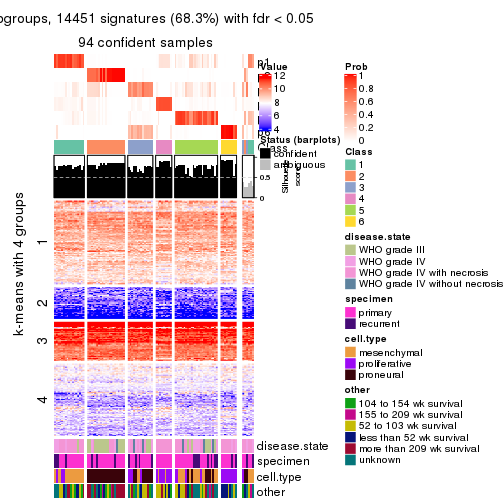 ogroups, 14451 signatures (68.3%) with fdr < 0.05
94 confident samples
Value
12
10
8
6
4
Prob
1
0.8
0.6
0.4
0.2
0
Status (barplots)
confident
ambiguous
Class
1
2
3
4
5
6
0.5
0
k-means with 4 groups
1
2
3
4
disease.state
WHO grade III
WHO grade IV
WHO grade IV with necrosis
WHO grade IV without necrosis
specimen
primary
recurrent
cell.type
mesenchymal
proliferative
proneural
other
104 to 154 wk survival
155 to 209 wk survival
52 to 103 wk survival
less than 52 wk survival
more than 209 wk survival
unknown
disease.state
specimen
cell.type
other